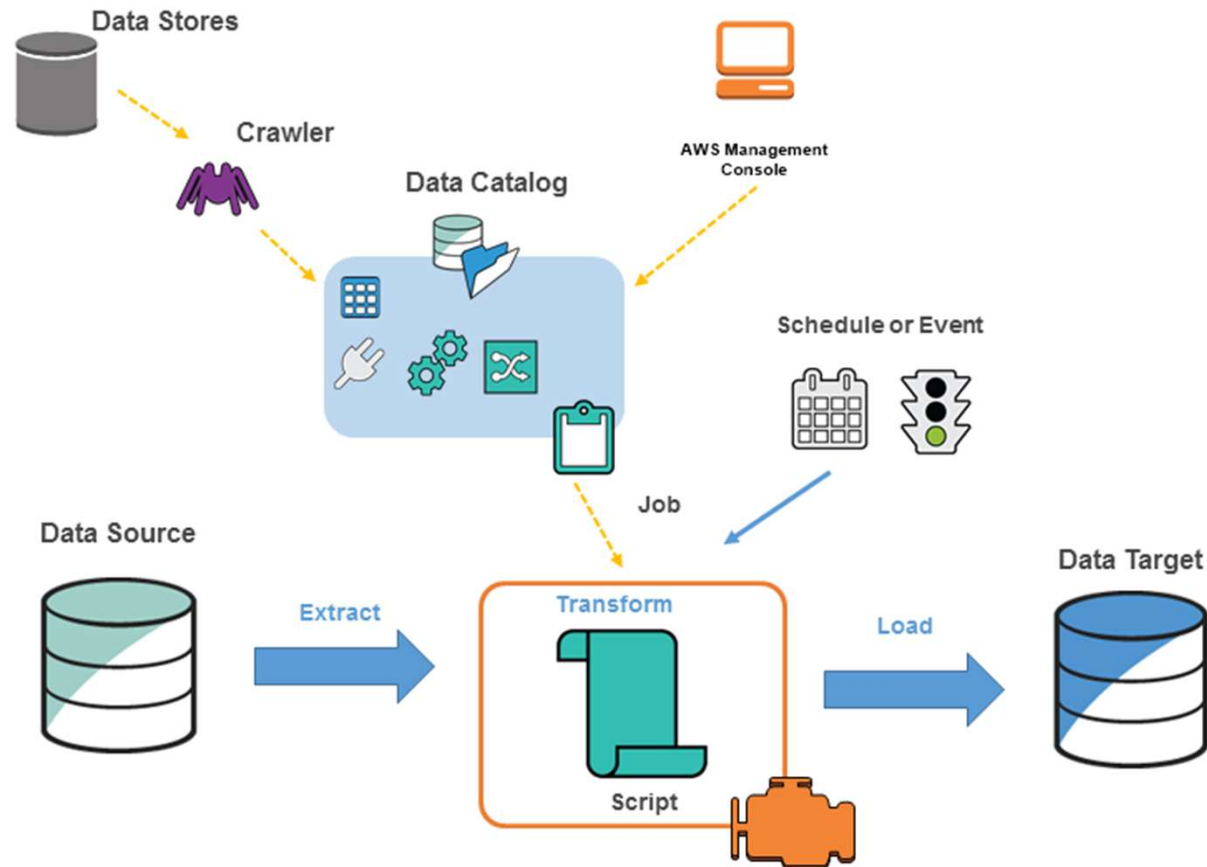 Data Stores
Crawler
AWS Management
Console
Data Catalog
Schedule or Event
Job
Data Source
Data Target
Extract
Transform
Load
Script